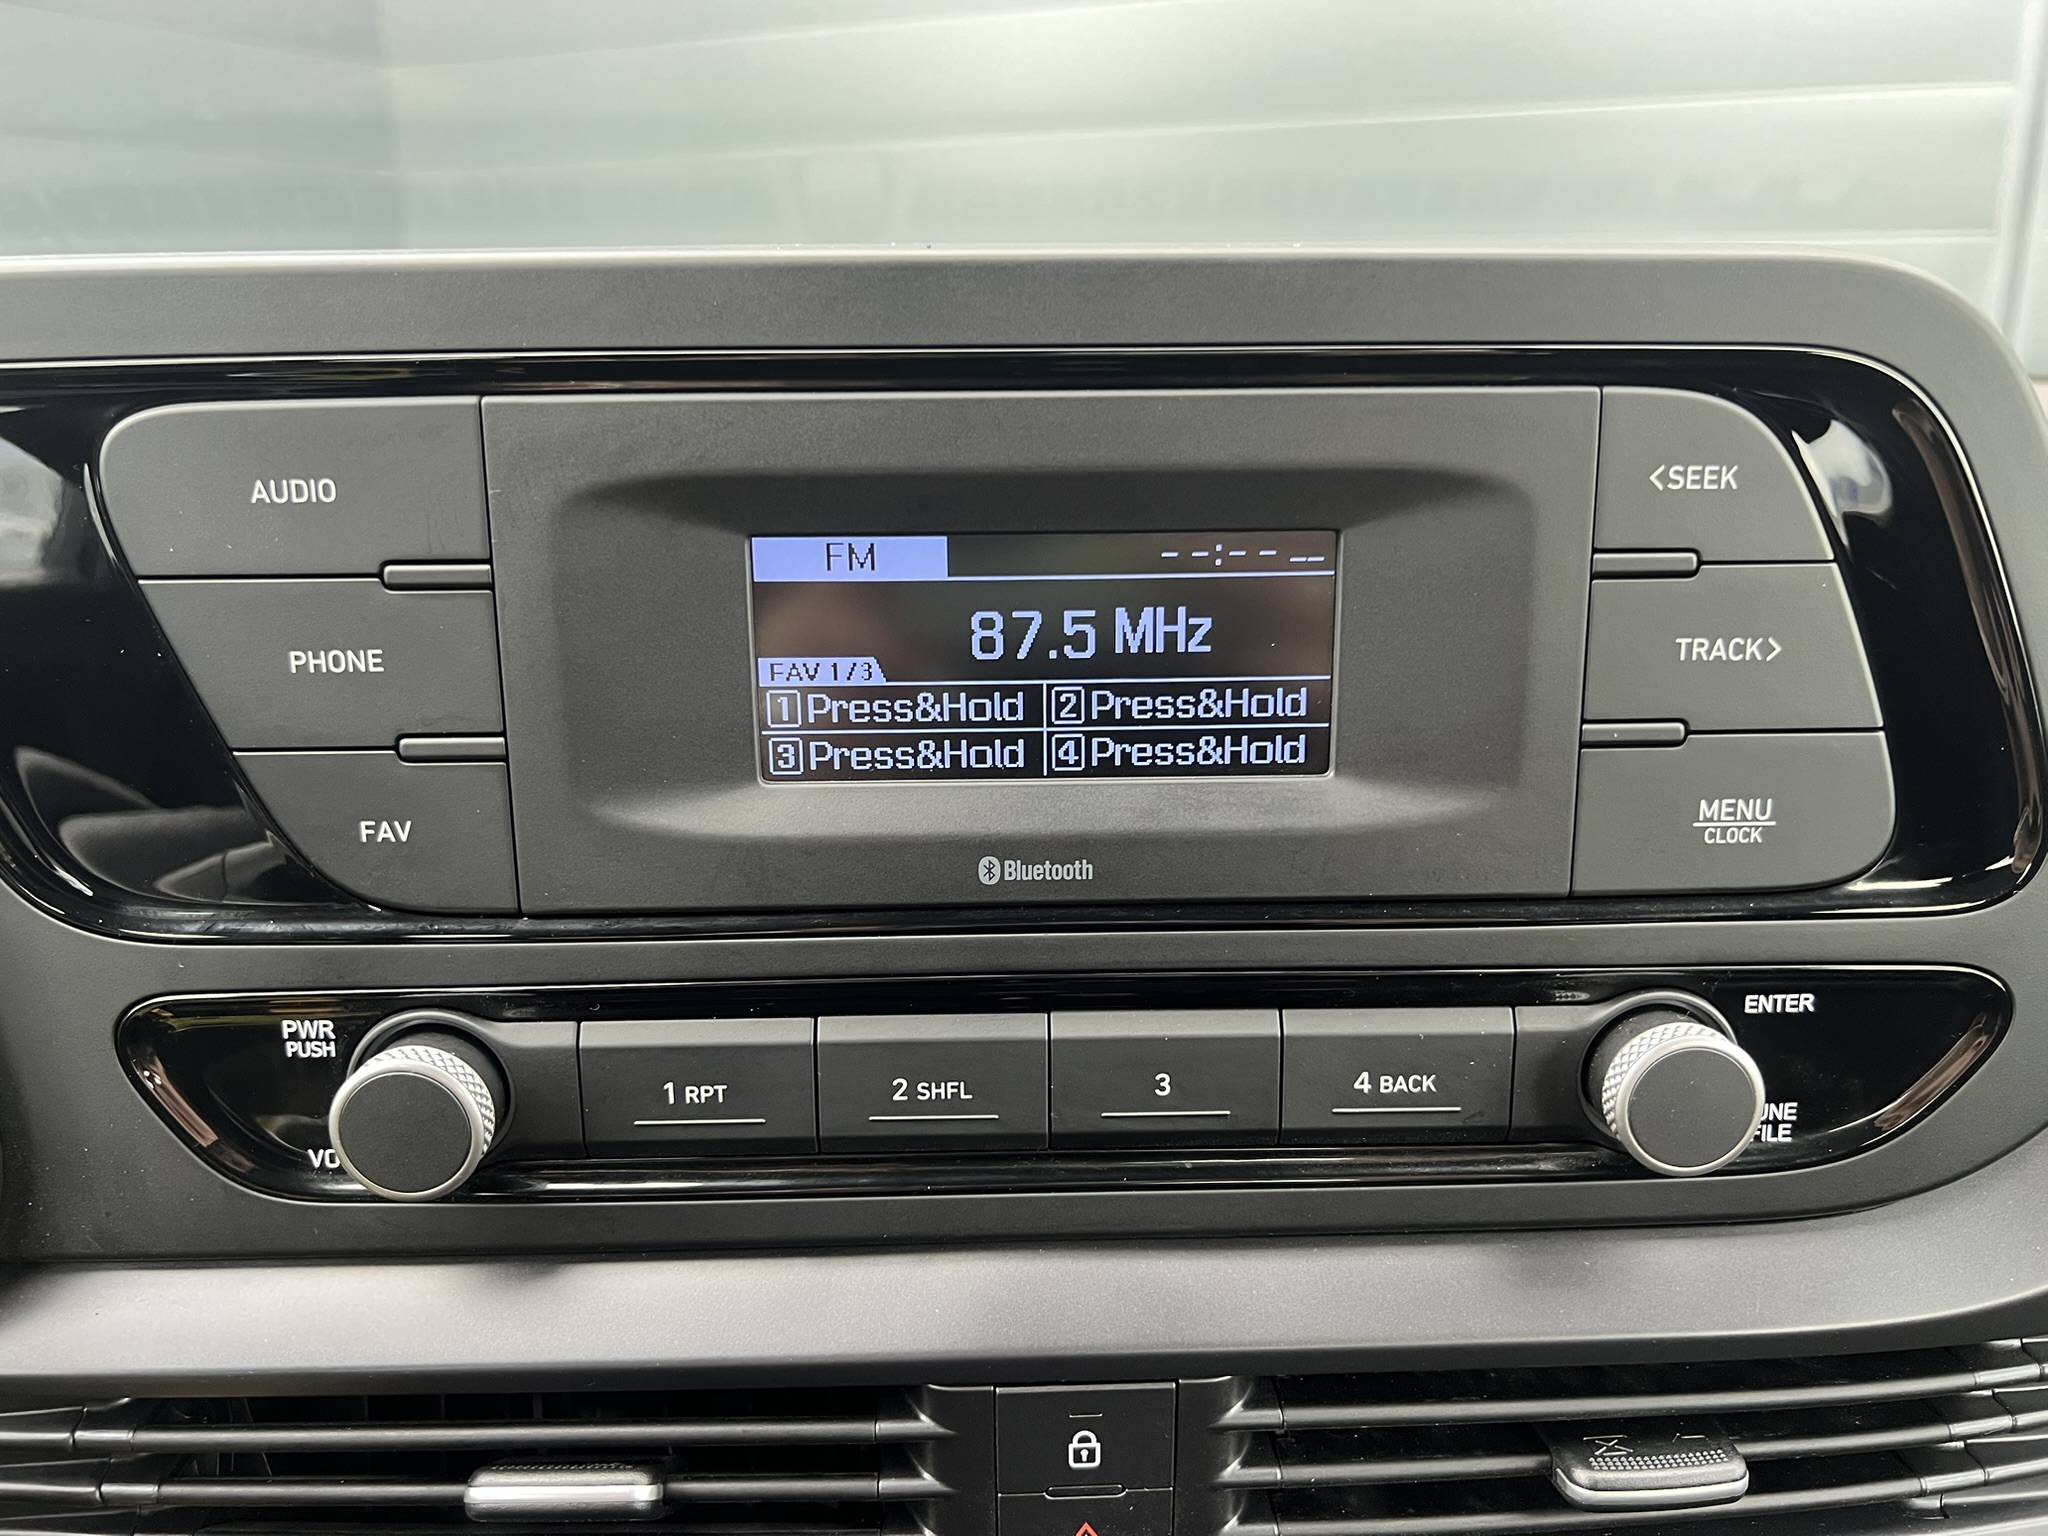 AUDIO
PHONE
FAV
FM --:-- --
87.5 MHz
FAV 1/3
1 Press&Hold 2 Press&Hold
3 Press&Hold 4 Press&Hold
Bluetooth
<SEEK
TRACK>
MENU
CLOCK
PWR
PUSH
1 RPT
2 SHFL
3
4 BACK
ENTER
FILE